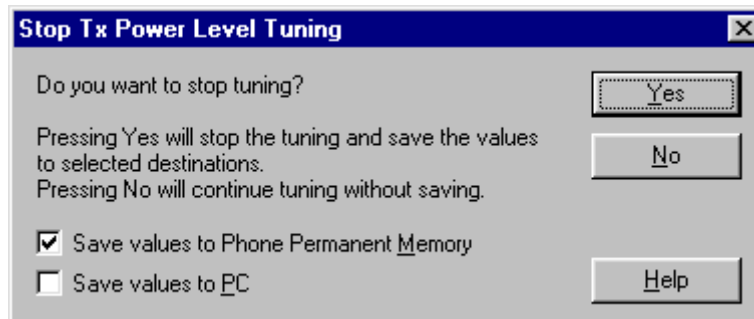 Stop Tx Power Level Tuning
Do you want to stop tuning?
Yes
Pressing Yes will stop the tuning and save the values
to selected destinations.
Pressing No will continue tuning without saving.
No
Save values to Phone Permanent Memory
Save values to PC
Help